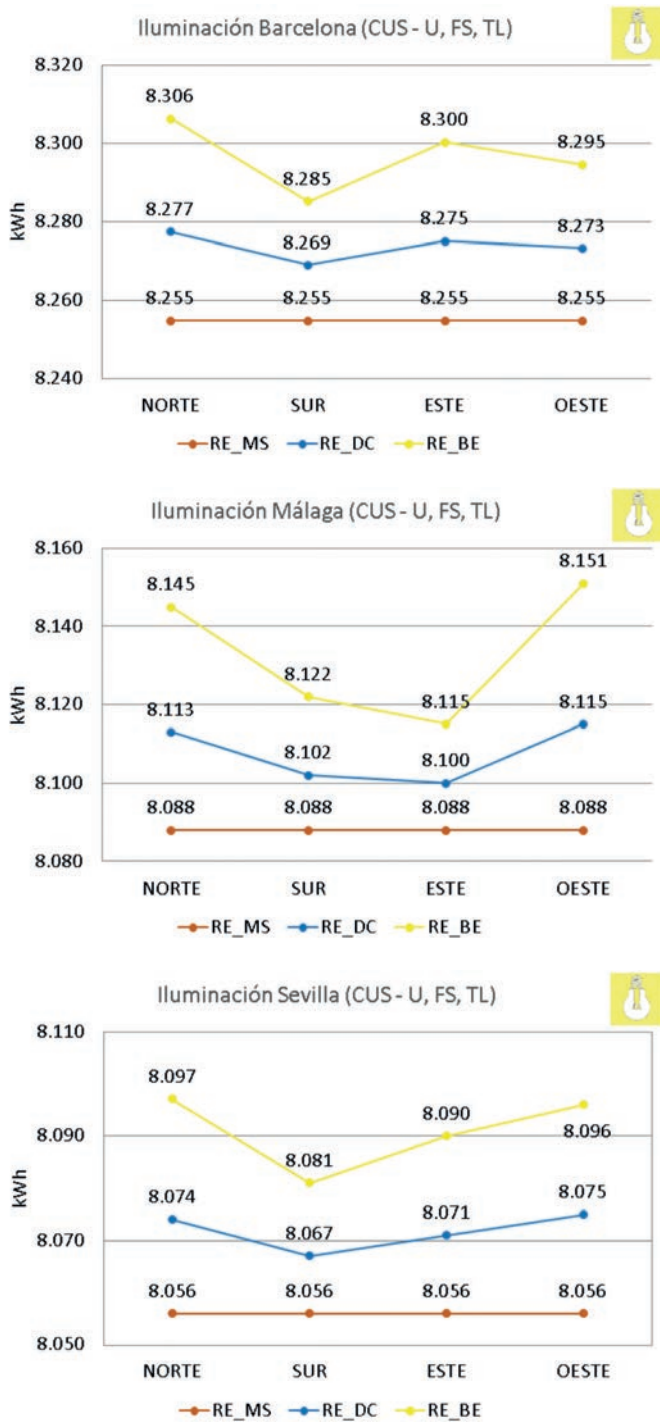 Iluminación Barcelona (CUS - U, FS, TL)
8.320
8.306
8.300
8.300
8.295
8.285
8.280
8.277
8.269
8.275
8.273
kWh
8.260
8.255 8.255 8.255 8.255
8.240
NORTE SUR ESTE OESTE
RE_MS RE_DC RE_BE
Iluminación Málaga (CUS - U, FS, TL)
8.160
8.145
8.151
8.140
8.122
8.115
8.120
8.113
8.102
8.100
8.115
kWh
8.100
8.088 8.088 8.088 8.088
8.080
NORTE SUR ESTE OESTE
RE_MS RE_DC RE_BE
Iluminación Sevilla (CUS - U, FS, TL)
8.110
8.097
8.090
8.090
8.096
8.081
8.074
8.067
8.071
8.075
kWh
8.070
8.056 8.056 8.056 8.056
8.050
NORTE SUR ESTE OESTE
RE_MS RE_DC RE_BE